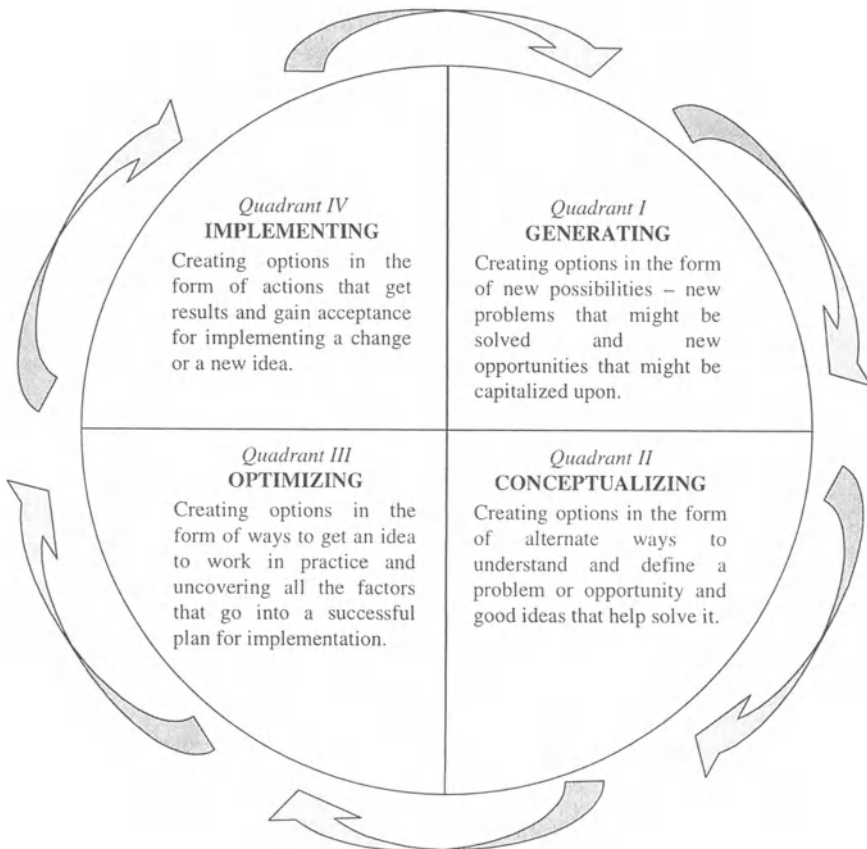 Quadrant IV
IMPLEMENTING
Creating options in the
form of actions that get
results and gain acceptance
for implementing a change
or a new idea.
Quadrant I
GENERATING
Creating options in the form
of new possibilities – new
problems that might be
solved and new
opportunities that might be
capitalized upon.
Quadrant III
OPTIMIZING
Creating options in the
form of ways to get an idea
to work in practice and
uncovering all the factors
that go into a successful
plan for implementation.
Quadrant II
CONCEPTUALIZING
Creating options in the form
of alternate ways to
understand and define a
problem or opportunity and
good ideas that help solve it.